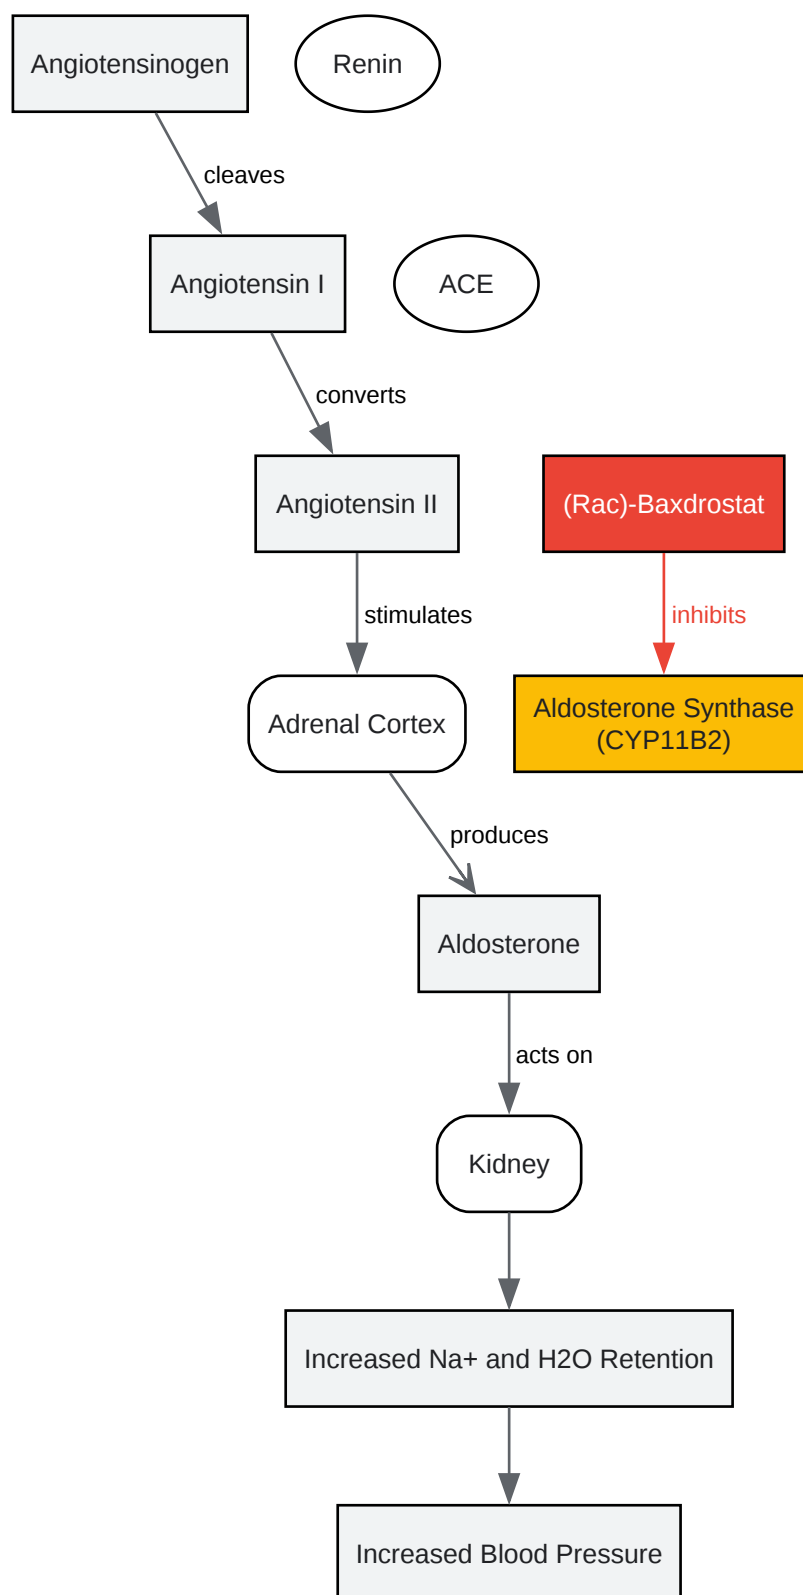 Angiotensinogen
Renin
cleaves
Angiotensin I
ACE
converts
Angiotensin II
(Rac)-Baxdrostat
stimulates
inhibits
Adrenal Cortex
Aldosterone Synthase
(CYP11B2)
produces
Aldosterone
acts on
Kidney
Increased Na+ and H2O Retention
Increased Blood Pressure